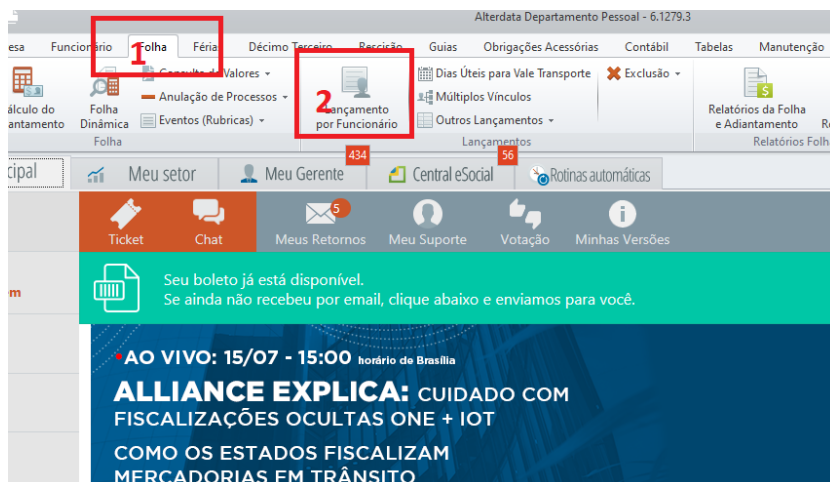 Alterdata Departamento Pessoal - 6.1279.3
esa Funcionário Folha Férias Décimo Terceiro Rescisão Guias Obrigações Acessórias Contábil Tabelas Manutenção
1
Consulta de Valores
Anulação de Processos
Eventos (Rubricas)
álculo do
antamento
Folha
Dinâmica
2
Lançamento
por Funcionário
Dias Úteis para Vale Transporte
Múltiplos Vínculos
Outros Lançamentos
Exclusão
Relatórios da Folha
e Adiantamento
Folha Lançamentos Relatórios Folh
434
56
cipal Meu setor Meu Gerente Central eSocial Rotinas automáticas
5
Ticket Chat Meus Retornos Meu Suporte Votação Minhas Versões
Seu boleto já está disponível.
Se ainda não recebeu por email, clique abaixo e enviamos para você.
em
AO VIVO: 15/07 - 15:00 horário de Brasília
ALLIANCE EXPLICA: CUIDADO COM
FISCALIZAÇÕES OCULTAS ONE + IOT
COMO OS ESTADOS FISCALIZAM
MERCADORIAS EM TRÂNSITO